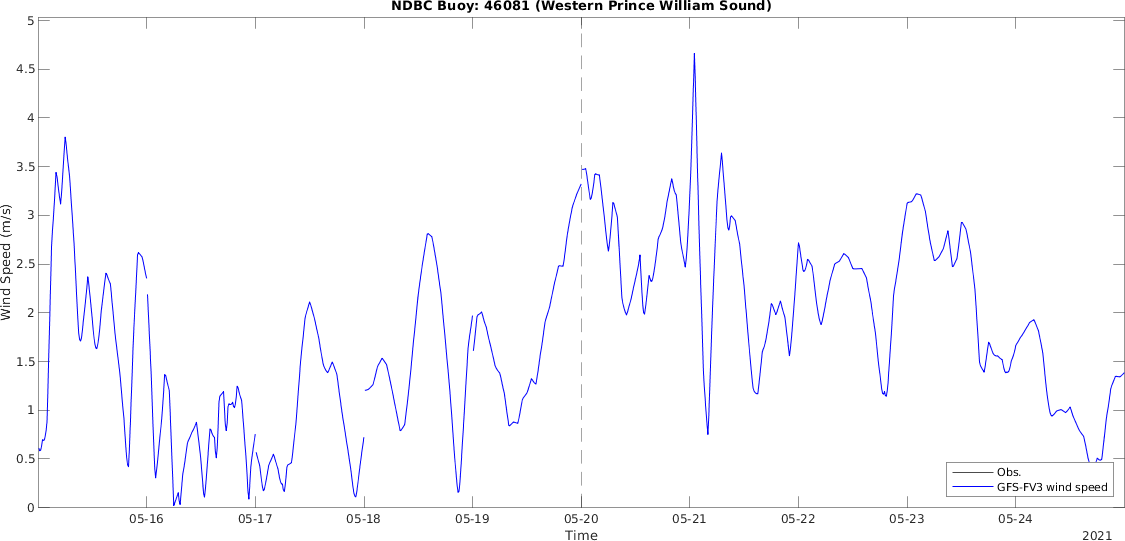 NDBC Buoy: 46081 (Western Prince William Sound)
Wind Speed (m/s)
5
4.5
4
3.5
3
2.5
2
1.5
1
0.5
0
Obs.
GFS-FV3 wind speed
05-16 05-17 05-18 05-19 05-20 05-21 05-22 05-23 05-24
Time
2021